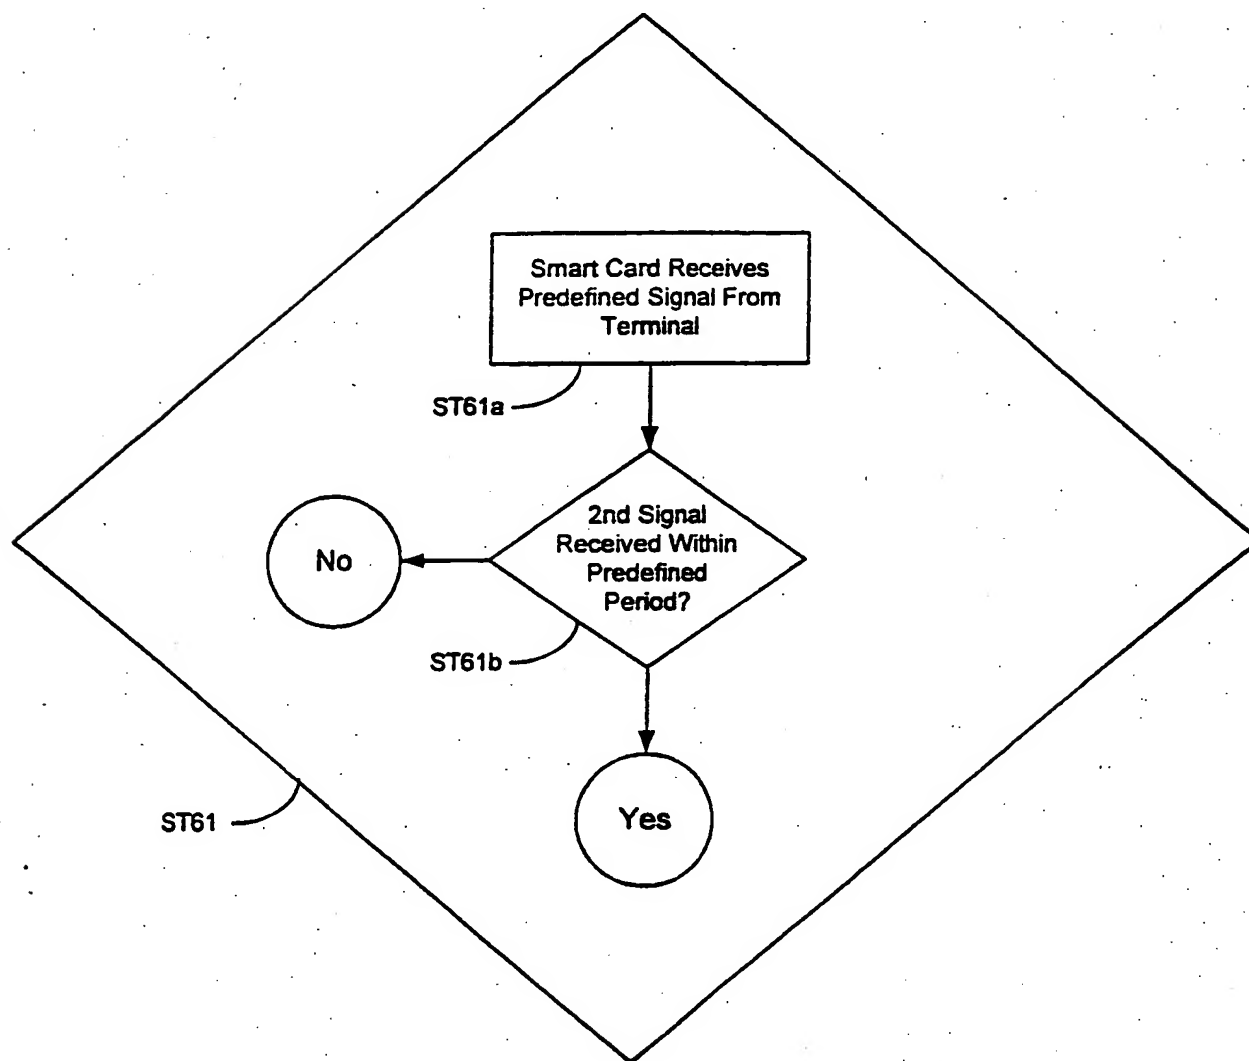 Smart Card Receives
Predefined Signal From
Terminal
ST61a
2nd Signal
Received Within
Predefined
Period?
No
ST61b
ST61
Yes